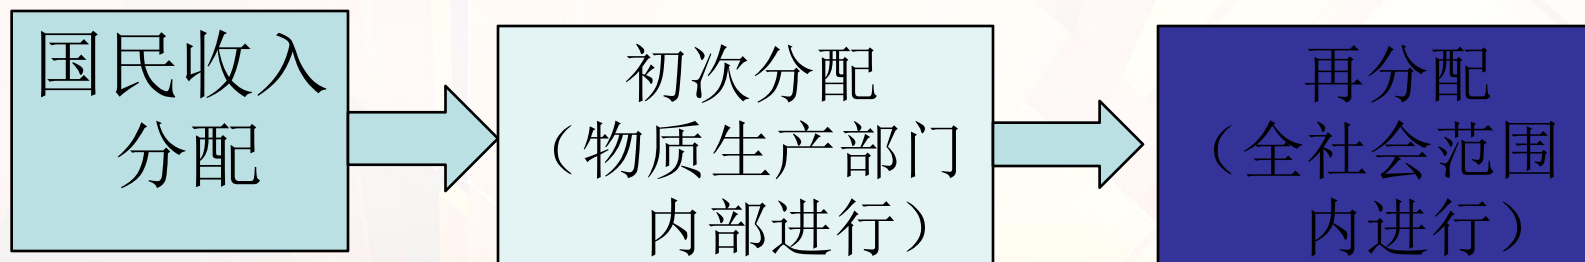 国民收入
分配
初次分配
（物质生产部门
内部进行）
再分配
（全社会范围
内进行）